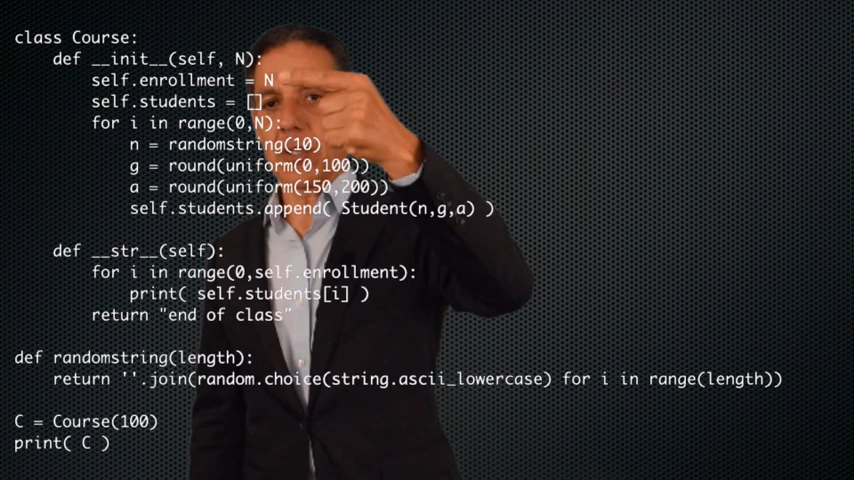 class Course:
    def __init__(self, N):
        self.enrollment = N
        self.students = []
        for i in range(0,N):
            n = randomstring(10)
            g = round(uniform(0,100))
            a = round(uniform(150,200))
            self.students.append( Student(n,g,a) )
    def __str__(self):
        for i in range(0,self.enrollment):
            print( self.students[i] )
        return "end of class"
def randomstring(length):
    return ''.join(random.choice(string.ascii_lowercase) for i in range(length))
C = Course(100)
print( C )